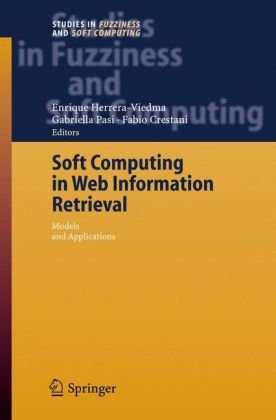 STUDIES IN FUZZINESS
AND SOFT COMPUTING
Studies
in Fuzziness
and
Soft Computing
Enrique Herrera-Viedma
Gabriella Pasi · Fabio Crestani
Editors
Soft Computing
in Web Information
Retrieval
Models
and Applications
Springer